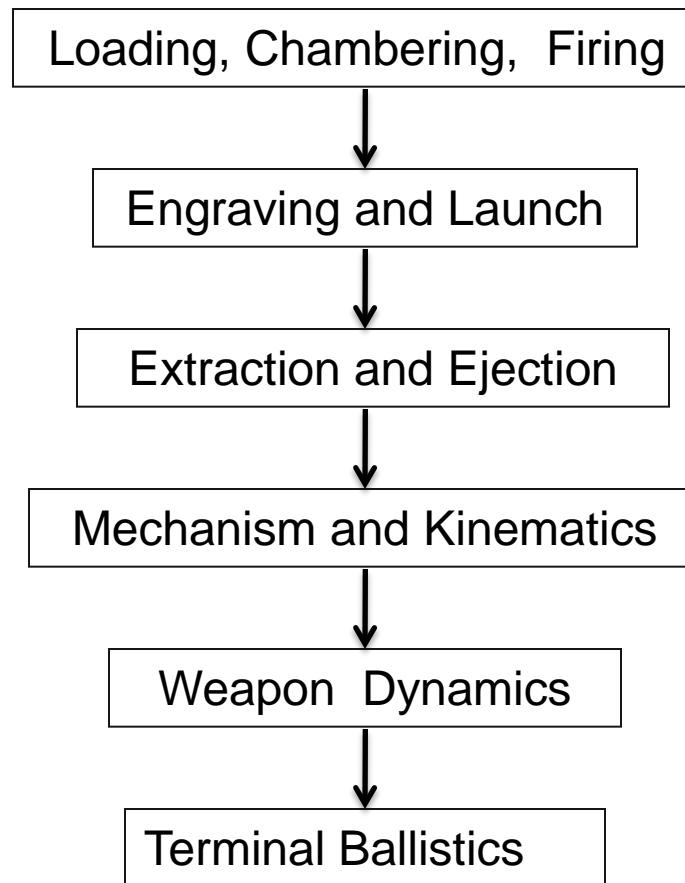 Loading, Chambering, Firing
Engraving and Launch
Extraction and Ejection
Mechanism and Kinematics
Weapon Dynamics
Terminal Ballistics